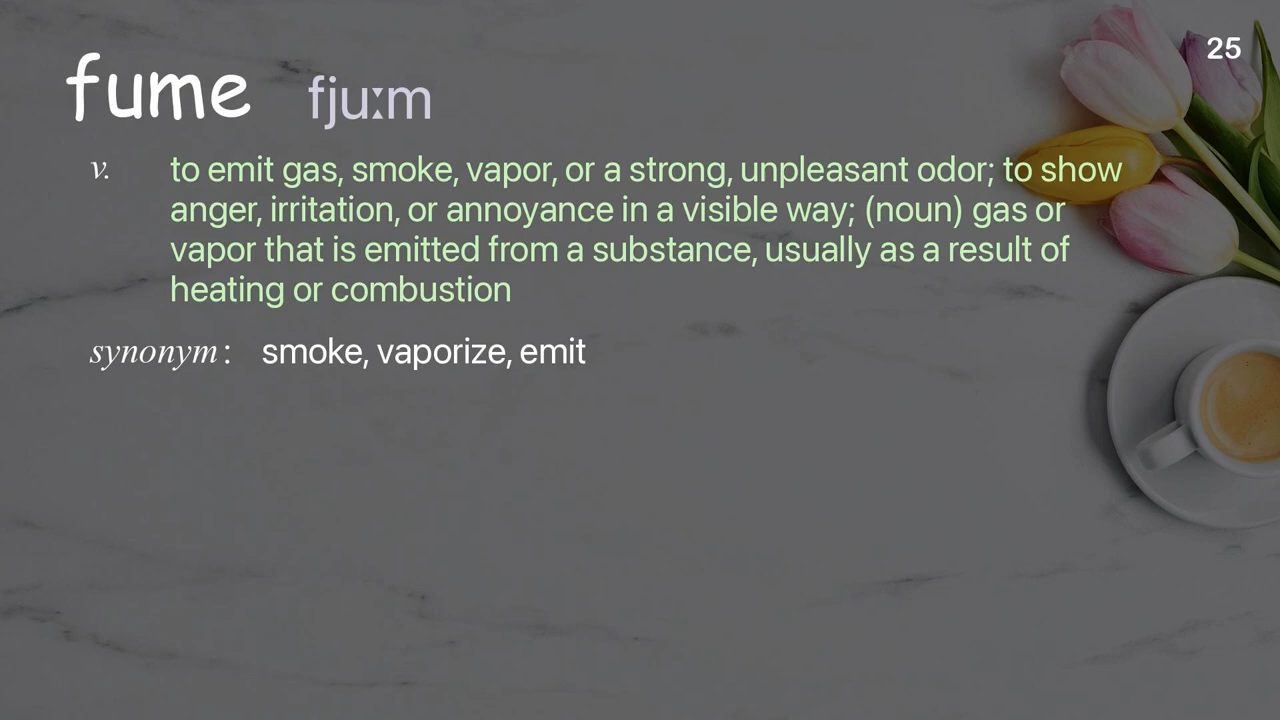 25
fume fjuːm
v. to emit gas, smoke, vapor, or a strong, unpleasant odor; to show
anger, irritation, or annoyance in a visible way; (noun) gas or
vapor that is emitted from a substance, usually as a result of
heating or combustion
synonym: smoke, vaporize, emit